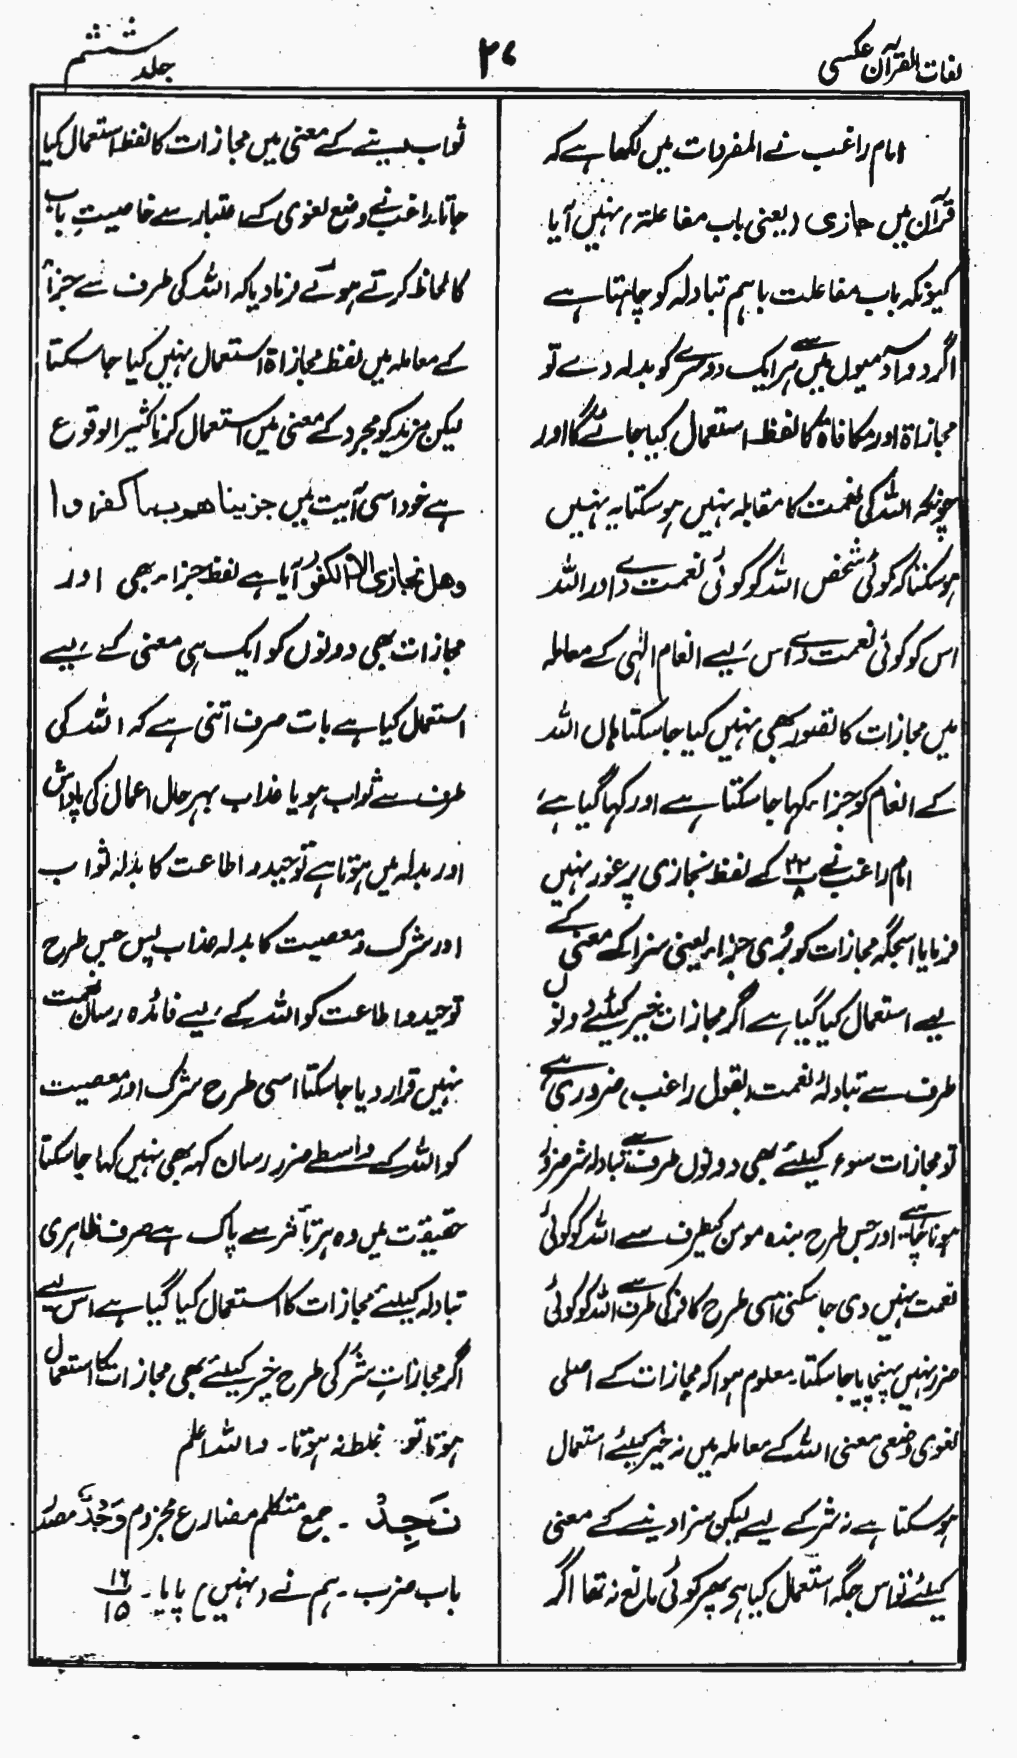 لغات القرآن عکسی
۲۷
جلد ششم
امام راغب نے المفردات میں لکھا ہے کہ
قرآن میں جازی (یعنی باب مفاعلۃ) نہیں آیا
کیونکہ باب مفاعلت باہم تبادلہ کو چاہتا ہے
اگر دو آدمیوں میں سے ہر ایک دوسرے کو بدلہ دے تو
مجازاۃ اور مکافاۃ کا لفظ استعمال کیا جائے گا اور
چونکہ اللہ کی نعمت کا مقابلہ نہیں ہو سکتا یہ نہیں
ہو سکتا کہ کوئی شخص اللہ کو کوئی نعمت دے اور اللہ
اس کو کوئی نعمت دے اس لیے انعام الٰہی کے معاملہ
میں مجازات کا تصور بھی نہیں کیا جا سکتا ہاں اللہ
کے انعام کو جزاء کہا جا سکتا ہے اور کہا گیا ہے
امام راغب نے پ۲۲/۸ کے لفظ نجازی پر غور نہیں
فرمایا اسجگہ مجازات کو بُری جزاء یعنی سزا کے معنی کے
لیے استعمال کیا گیا ہے اگر مجازات خیر کیلئے دونوں
طرف سے تبادلۂ نعمت (بقول راغب) ضروری ہے
تو مجازات سوء کیلئے بھی دونوں طرف سے تبادلہ شر ضرور
ہونا چاہیے اور جس طرح بندہ مومن کیطرف سے اللہ کو کوئی
نعمت نہیں دی جا سکتی اسی طرح کافر کی طرف سے اللہ کو کوئی
ضرر نہیں پہنچایا جا سکتا۔ معلوم ہوا کہ مجازات کے اصلی
لغوی وضعی معنی اللہ کے معاملہ میں نہ خیر کیلئے استعمال
ہو سکتا ہے نہ شر کے لیے لیکن سزا دینے کے معنی
کیلئے تو اس جگہ استعمال کیا ہی پھر کوئی مانع نہ تھا اگر
ثواب دینے کے معنی میں مجازات کا لفظ استعمال کیا
جاتا۔ راغب نے وضع لغوی کے اعتبار سے خاصیتِ باب
کا لحاظ کرتے ہوئے فرما دیا کہ اللہ کی طرف سے جزاء
کے معاملہ میں لفظ مجازاۃ استعمال نہیں کیا جا سکتا
لیکن مزید کو مجرد کے معنی میں استعمال کرنا کثیر الوقوع
ہے خود اسی آیت میں جزینا ھم بما کفروا
وھل نجازی الا الکفور آیا ہے لفظ جزاء بھی اور
مجازات بھی دونوں کو ایک ہی معنی کے لیے
استعمال کیا ہے بات صرف اتنی ہے کہ اللہ کی
طرف سے ثواب ہو یا عذاب بہر حال اعمال کی پاداش
اور بدلہ میں ہوتا ہے توحید و اطاعت کا بدلہ ثواب
اور شرک و معصیت کا بدلہ عذاب پس جس طرح
توحید و اطاعت کو اللہ کے لیے فائدہ رساں نعمت
نہیں قرار دیا جا سکتا اسی طرح شرک اور معصیت
کو اللہ کے واسطے ضرر رساں کہہ بھی نہیں کہا جا سکتا
حقیقت میں وہ ہر تاثر سے پاک ہے صرف ظاہری
تبادلہ کیلئے مجازات کا استعمال کیا گیا ہے اس لیے
اگر مجازات شر کی طرح خیر کیلئے بھی مجازات کا استعمال
ہوتا تو غلط نہ ہوتا۔ واللہ اعلم
نَجِدْ ۔ جمع متکلم مضارع مجزوم وَجْدٌ مصدر
باب ضرب ۔ ہم نے (نہیں) پایا ۔ ۱۶/۱۵